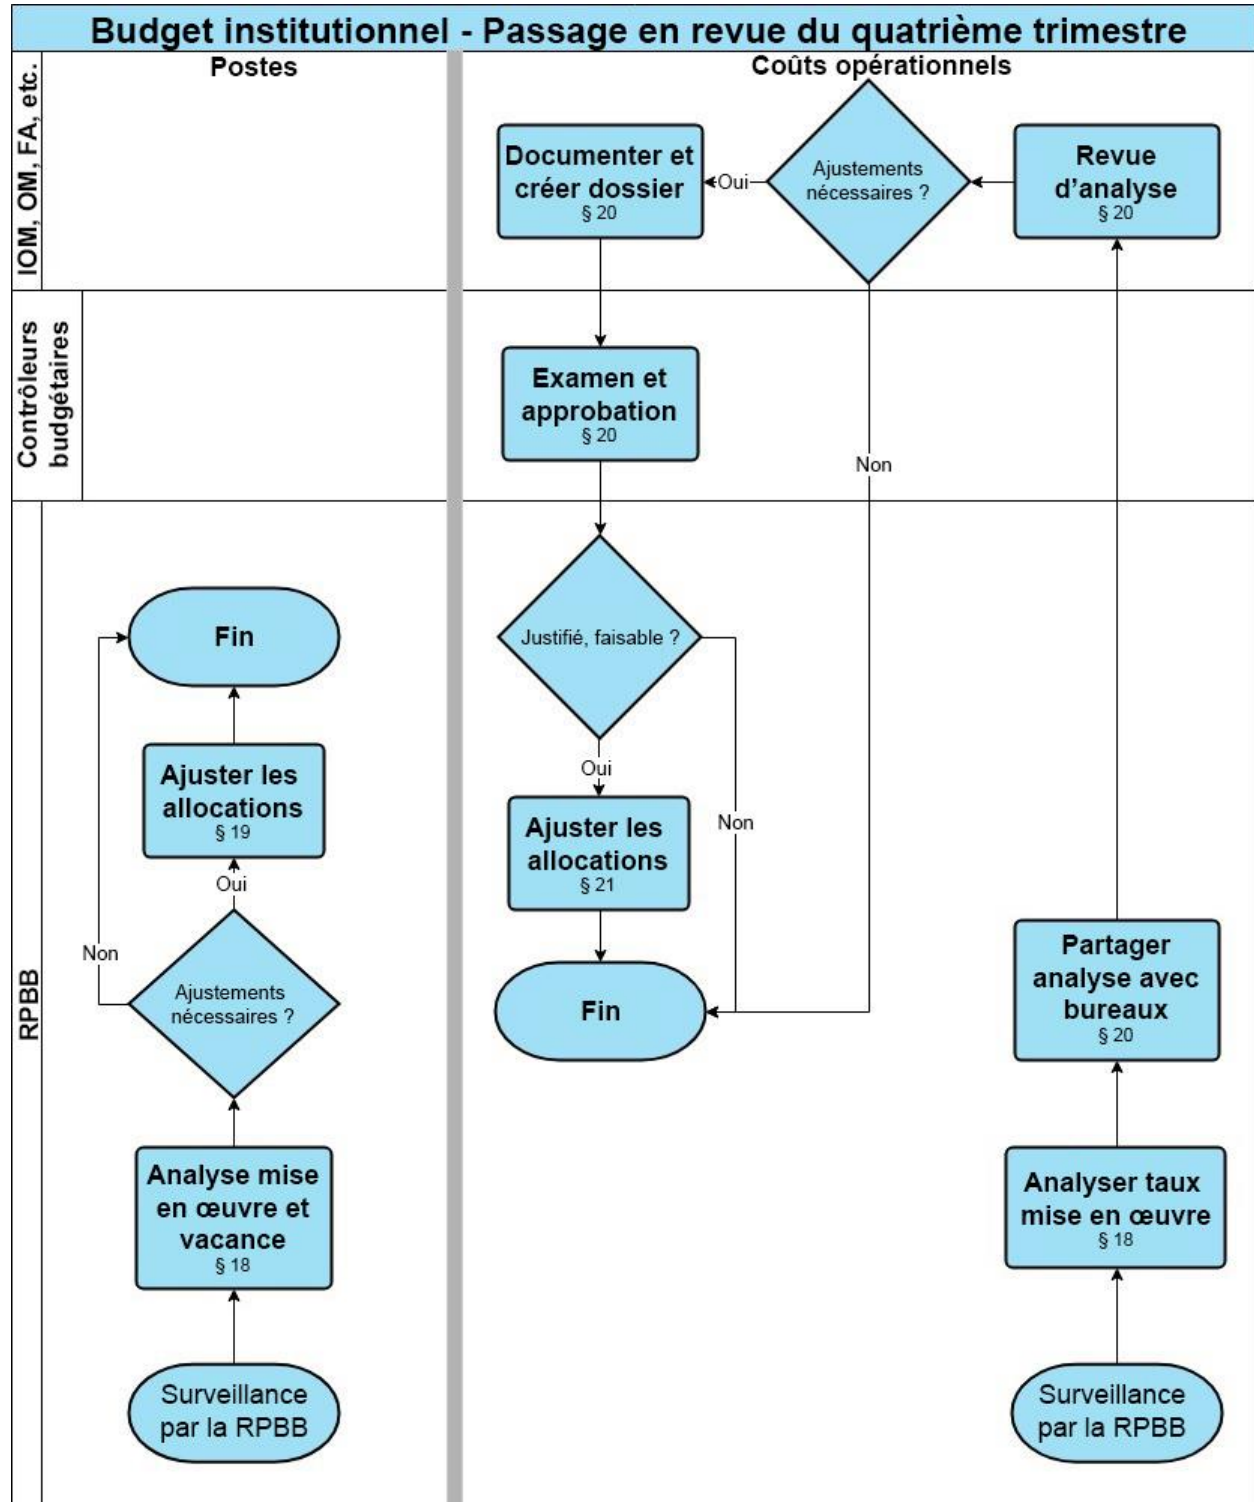 Budget institutionnel - Passage en revue du quatrième trimestre
Postes
Coûts opérationnels
IOM, OM, FA, etc.
Documenter et
créer dossier
§ 20
Oui
Ajustements
nécessaires ?
Revue
d’analyse
§ 20
Contrôleurs
budgétaires
Examen et
approbation
§ 20
Non
RPBB
Fin
Justifié, faisable ?
Ajuster les
allocations
§ 19
Oui
Ajuster les
allocations
§ 21
Non
Oui
Non
Ajustements
nécessaires ?
Fin
Partager
analyse avec
bureaux
§ 20
Analyse mise
en œuvre et
vacance
§ 18
Analyser taux
mise en œuvre
§ 18
Surveillance
par la RPBB
Surveillance
par la RPBB